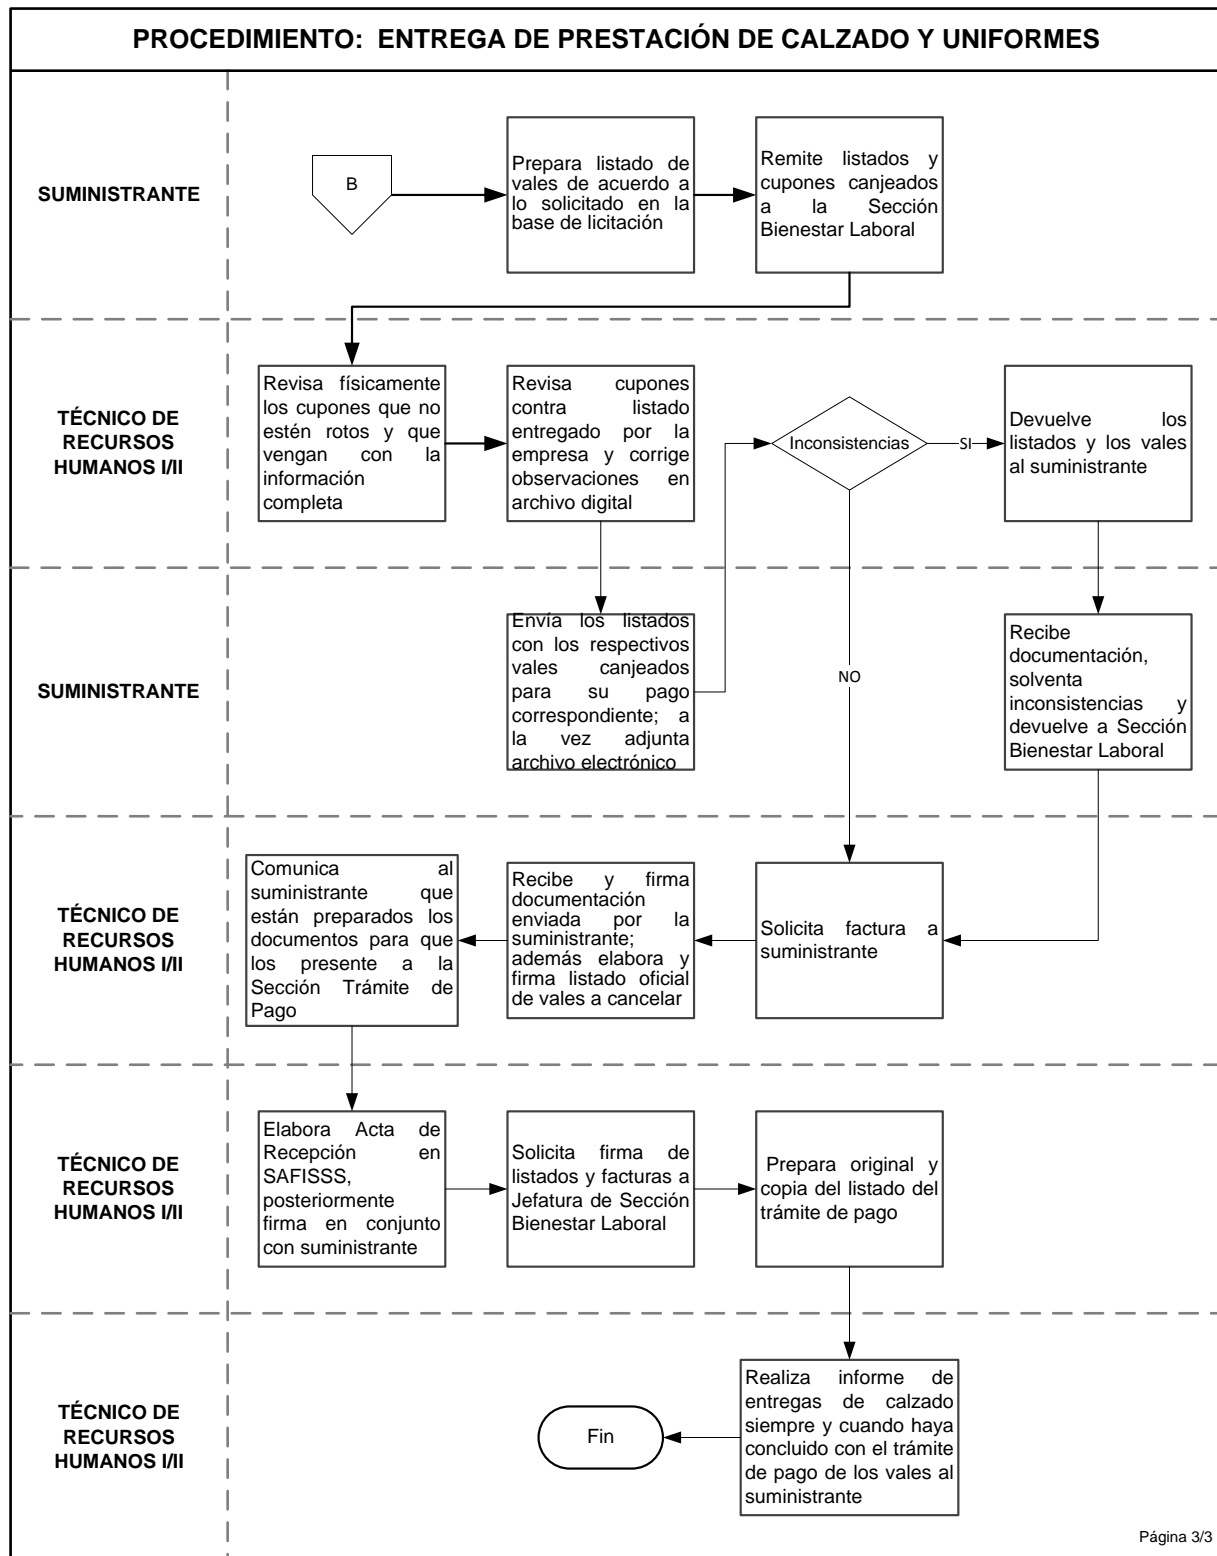 PROCEDIMIENTO: ENTREGA DE PRESTACIÓN DE CALZADO Y UNIFORMES
SUMINISTRANTE
B
Prepara listado de
vales de acuerdo a
lo solicitado en la
base de licitación
Remite listados y
cupones canjeados
a la Sección
Bienestar Laboral
TÉCNICO DE
RECURSOS
HUMANOS I/II
Revisa físicamente
los cupones que no
estén rotos y que
vengan con la
información
completa
Revisa cupones
contra listado
entregado por la
empresa y corrige
observaciones en
archivo digital
Inconsistencias
SI
Devuelve los
listados y los vales
al suministrante
SUMINISTRANTE
Envía los listados
con los respectivos
vales canjeados
para su pago
correspondiente; a
la vez adjunta
archivo electrónico
NO
Recibe
documentación,
solventa
inconsistencias y
devuelve a Sección
Bienestar Laboral
TÉCNICO DE
RECURSOS
HUMANOS I/II
Comunica al
suministrante que
están preparados los
documentos para que
los presente a la
Sección Trámite de
Pago
Recibe y firma
documentación
enviada por la
suministrante;
además elabora y
firma listado oficial
de vales a cancelar
Solicita factura a
suministrante
TÉCNICO DE
RECURSOS
HUMANOS I/II
Elabora Acta de
Recepción en
SAFISSS,
posteriormente
firma en conjunto
con suministrante
Solicita firma de
listados y facturas a
Jefatura de Sección
Bienestar Laboral
Prepara original y
copia del listado del
trámite de pago
TÉCNICO DE
RECURSOS
HUMANOS I/II
Fin
Realiza informe de
entregas de calzado
siempre y cuando haya
concluido con el trámite
de pago de los vales al
suministrante
Página 3/3